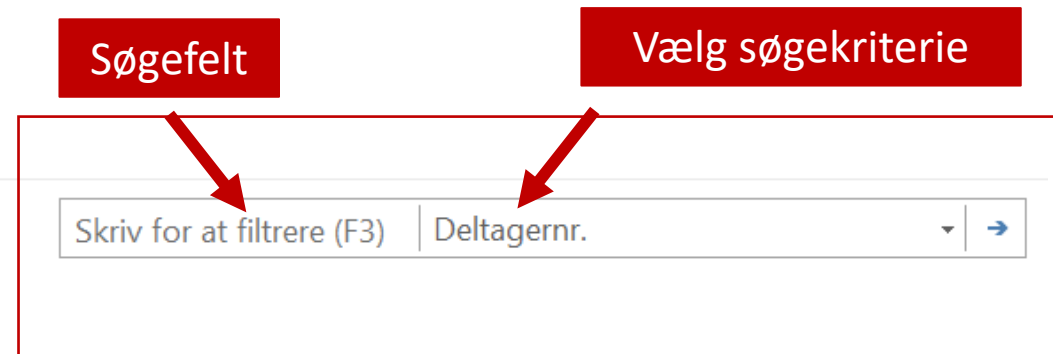 Søgefelt
Vælg søgekriterie
Skriv for at filtrere (F3)
Deltagernr.